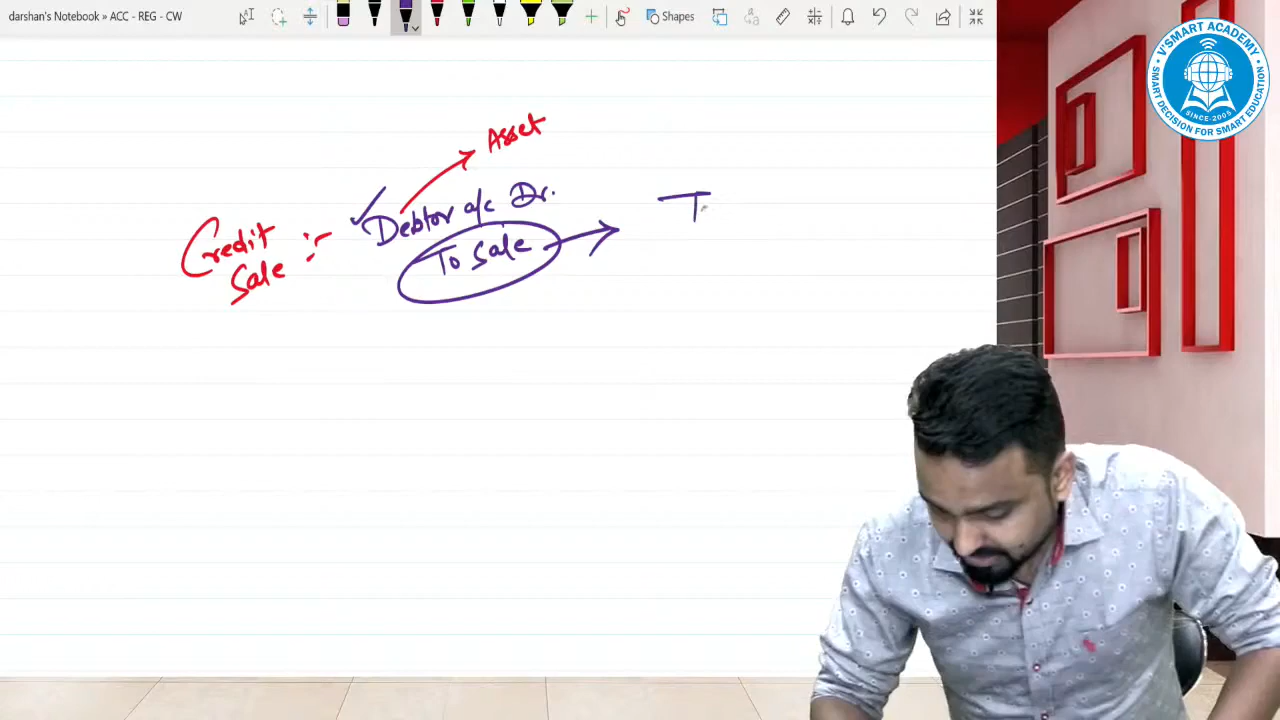 darshan's Notebook » ACC - REG - CW
Shapes
V'SMART ACADEMY
SMART DECISION FOR SMART EDUCATION
SINCE-2005
Asset
Credit Sale :- Debtor a/c Dr.
To Sale
T